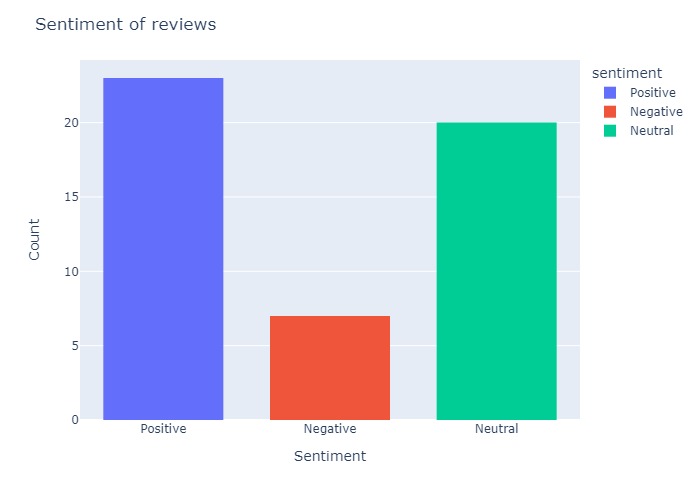 Sentiment of reviews
sentiment
Positive
Negative
Neutral
Count
20
15
10
5
0
Positive Negative Neutral
Sentiment